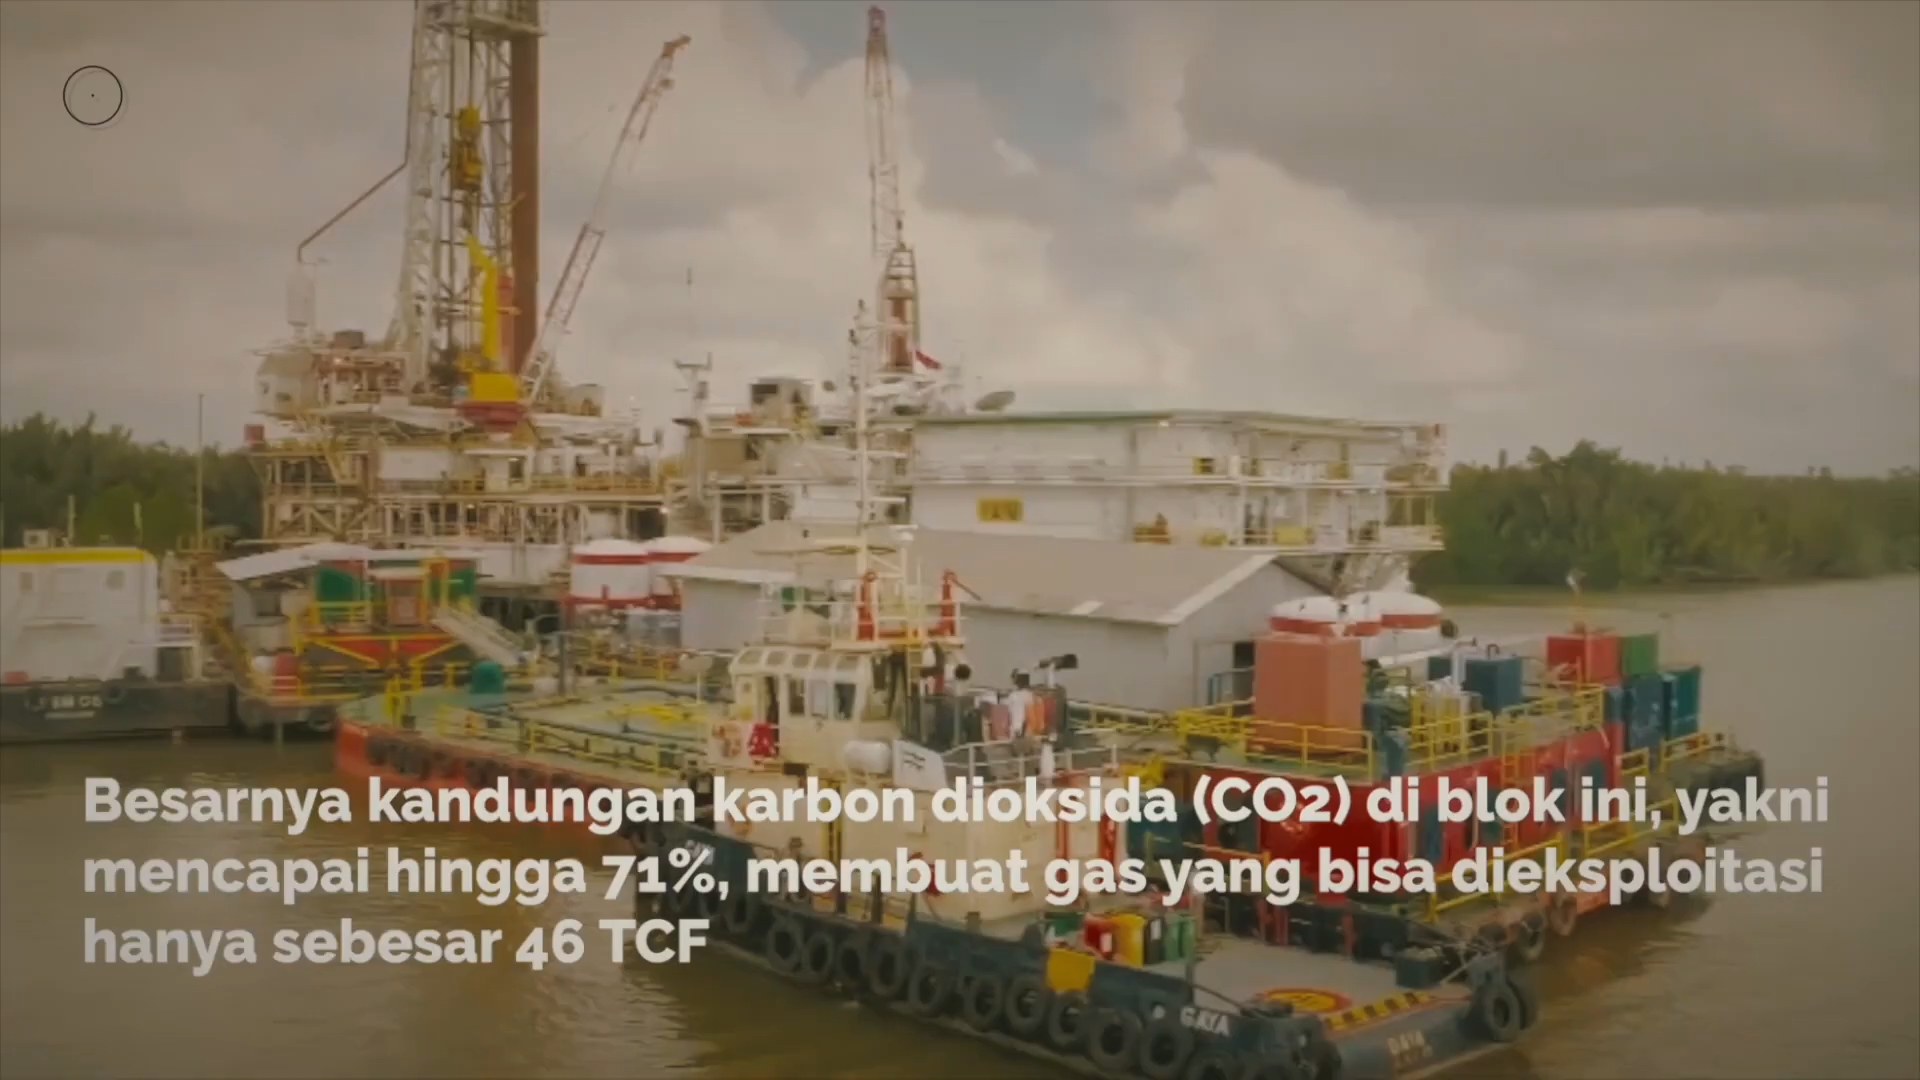 Besarnya kandungan karbon dioksida (CO2) di blok ini, yakni
mencapai hingga 71%, membuat gas yang bisa dieksploitasi
hanya sebesar 46 TCF
GAYA